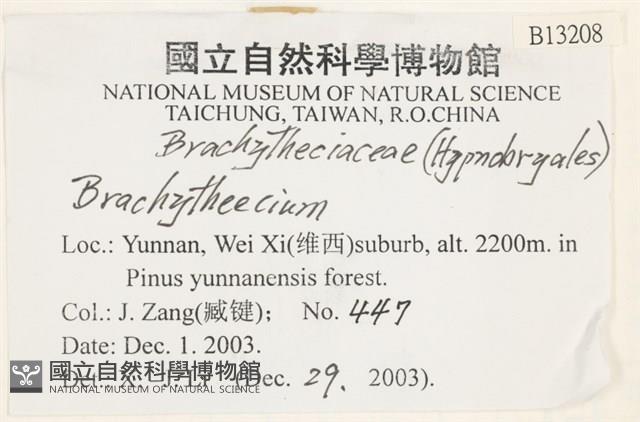 B13208
國立自然科學博物館
NATIONAL MUSEUM OF NATURAL SCIENCE
TAICHUNG, TAIWAN, R.O.CHINA
Brachytheciaceae (Hypnobryales)
Brachytheecium
Loc.: Yunnan, Wei Xi(维西)suburb, alt. 2200m. in
Pinus yunnanensis forest.
Col.: J. Zang(臧键); No. 447
Date: Dec. 1. 2003.
(Dec. 29. 2003).
國立自然科學博物館
NATIONAL MUSEUM OF NATURAL SCIENCE